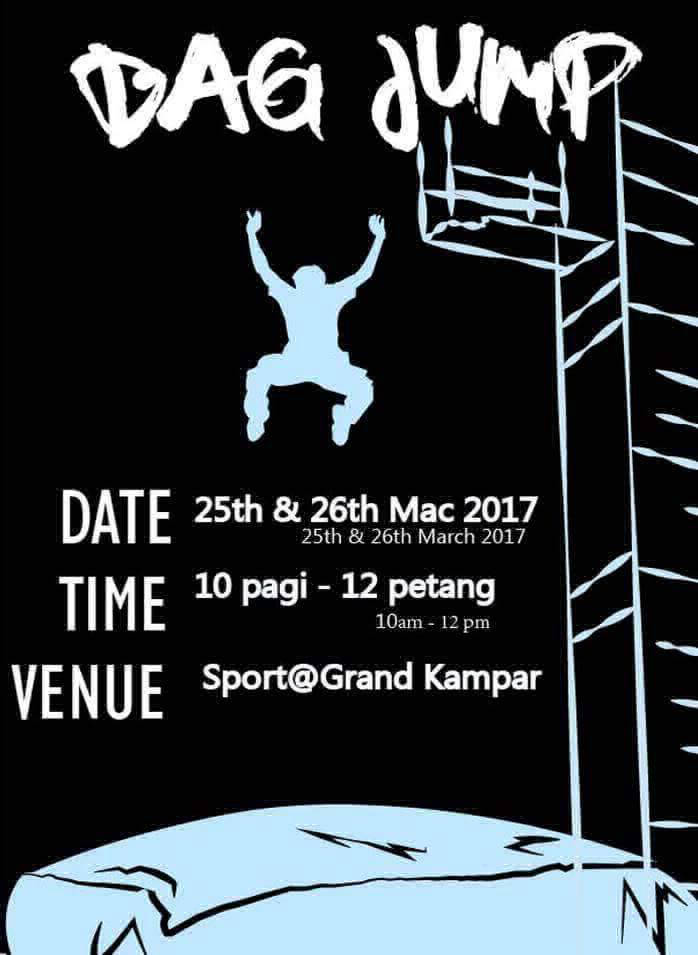 DAG JUMP
DATE 25th & 26th Mac 2017
25th & 26th March 2017
TIME 10 pagi - 12 petang
10am - 12 pm
VENUE Sport@Grand Kampar